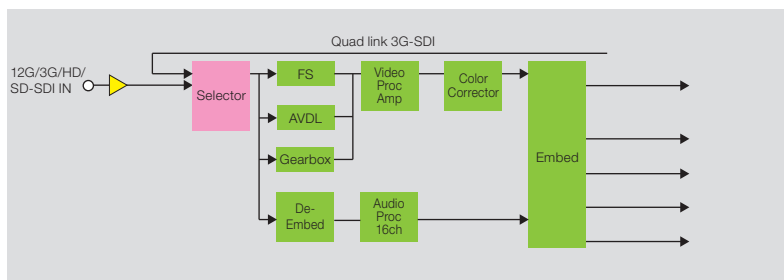 Quad link 3G-SDI
12G/3G/HD/
SD-SDI IN
Selector
FS
AVDL
Gearbox
De-
Embed
Video
Proc
Amp
Color
Corrector
Audio
Proc
16ch
Embed